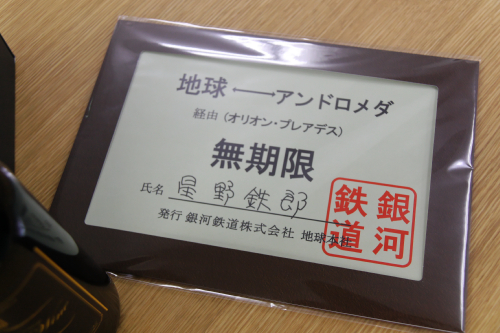 地球←→アンドロメダ
経由(オリオン・プレアデス)
無期限
氏名 星野鉄郎
発行 銀河鉄道株式会社 地球本社
銀河
鉄道